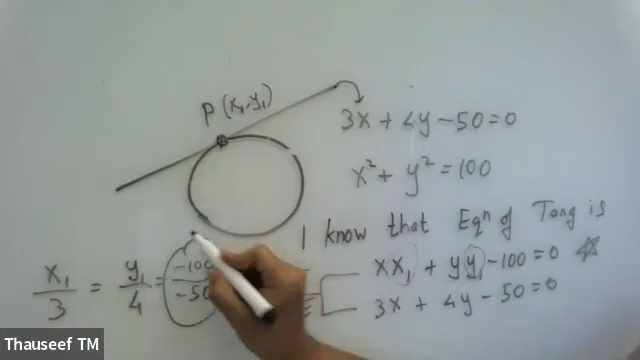 P(x₁, y₁)
3x + 4y - 50 = 0
x² + y² = 100
I know that Eqⁿ of Tang is
xx₁ + yy₁ - 100 = 0
x₁/3 = y₁/4 = -100/-50
3x + 4y - 50 = 0
Thauseef TM